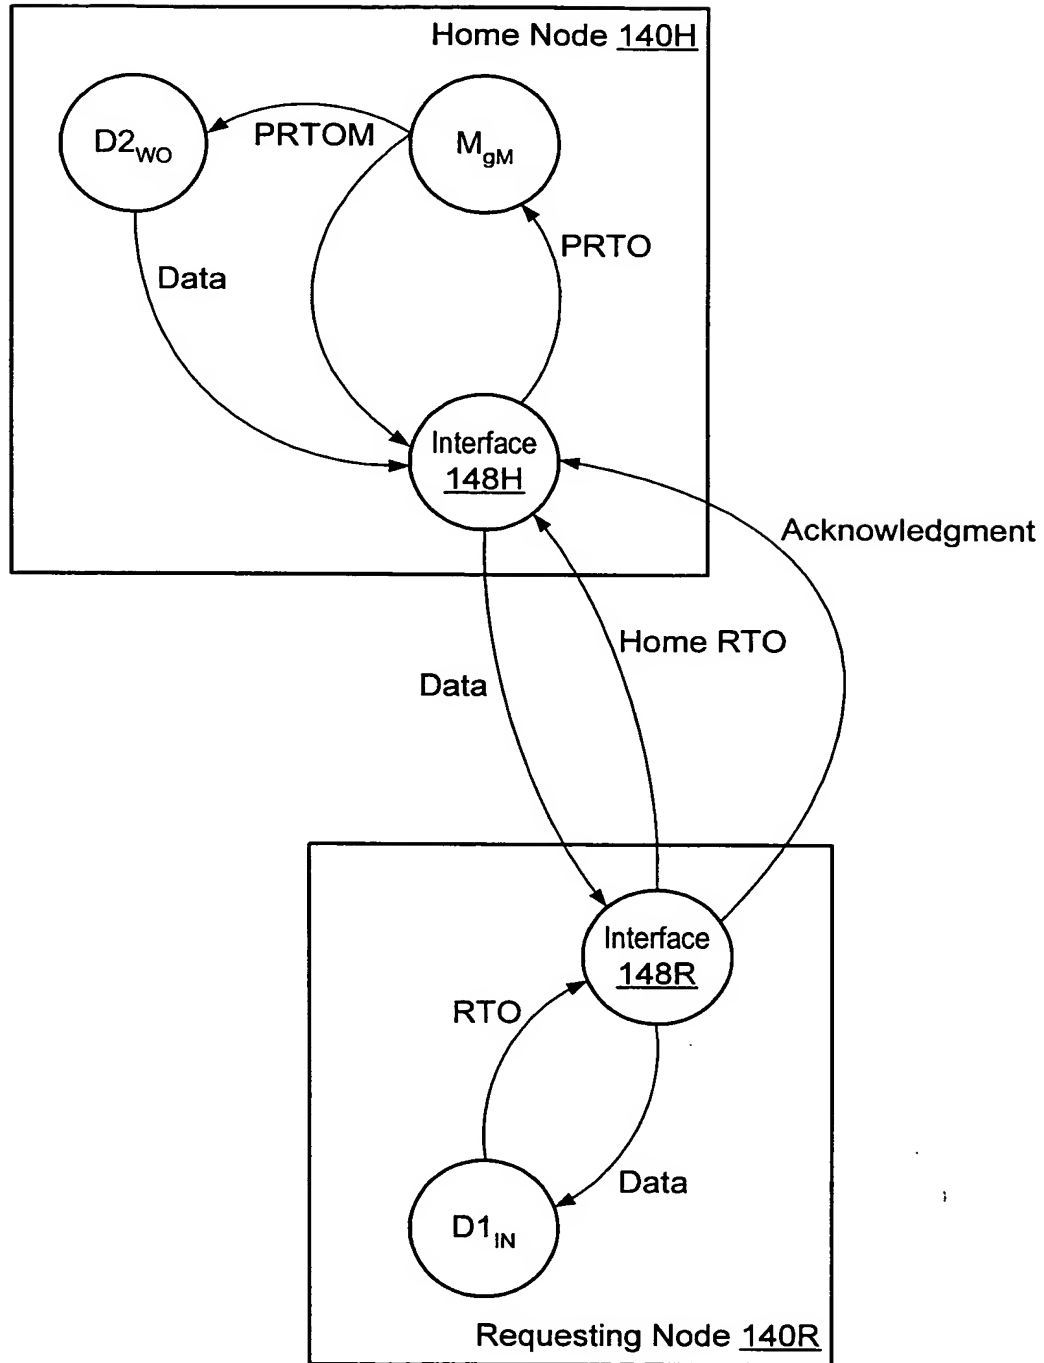 Home Node 140H
D2WO
PRTOM
MgM
PRTO
Data
Interface
148H
Acknowledgment
Home RTO
Data
Interface
148R
RTO
Data
D1IN
Requesting Node 140R